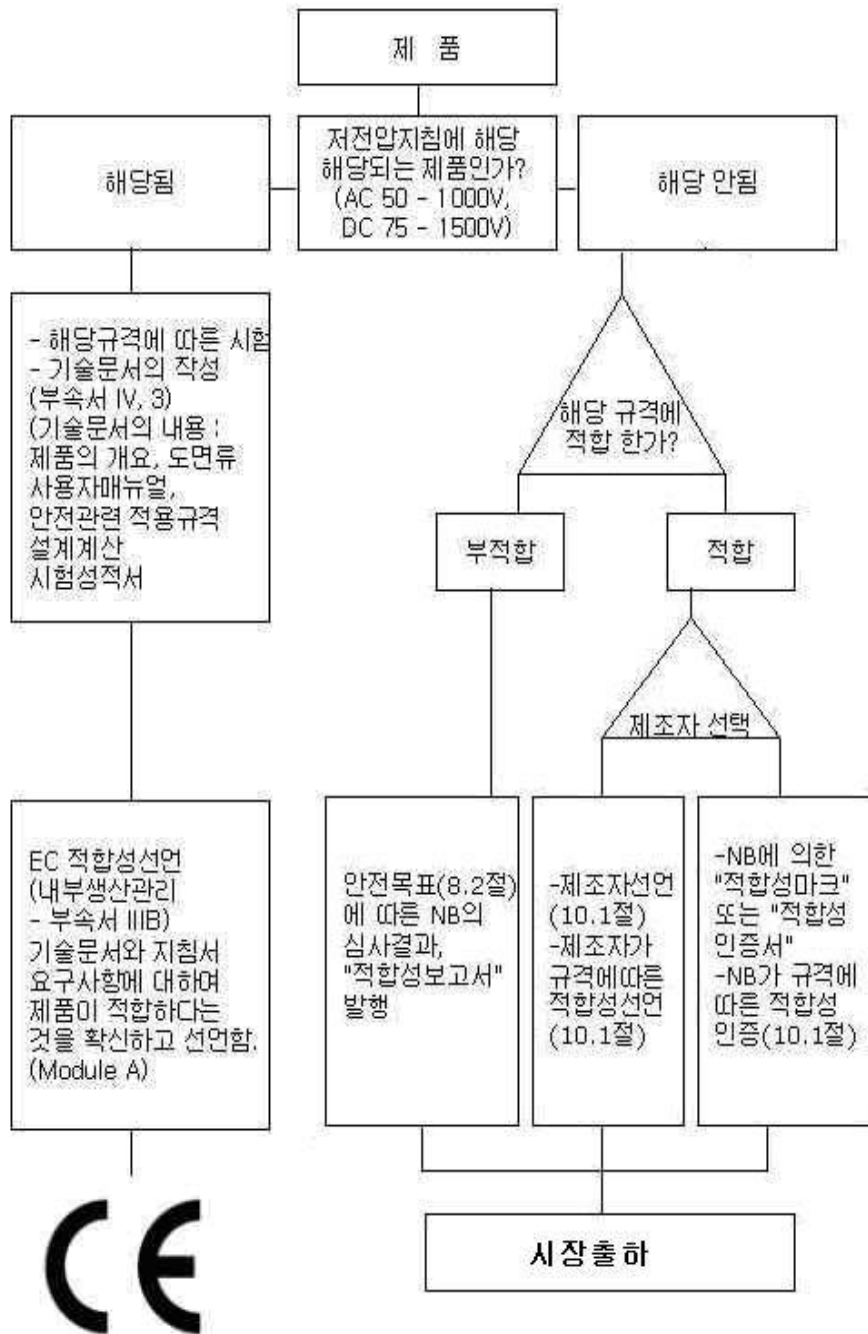 제 품
저전압지침에 해당
해당되는 제품인가?
(AC 50 - 1000V,
DC 75 - 1500V)
해당됨
해당 안됨
- 해당규격에 따른 시험
- 기술문서의 작성
(부속서 IV, 3)
(기술문서의 내용 :
제품의 개요, 도면류
사용자매뉴얼,
안전관련 적용규격
설계계산
시험성적서
해당 규격에
적합 한가?
부적합
적합
제조자 선택
EC 적합성선언
(내부생산관리
- 부속서 IIIB)
기술문서와 지침서
요구사항에 대하여
제품이 적합하다는
것을 확신하고 선언함.
(Module A)
안전목표(8.2절)
에 따른 NB의
심사결과,
"적합성보고서"
발행
-제조자선언
(10.1절)
-제조자가
규격에따른
적합성선언
(10.1절)
-NB에 의한
"적합성마크"
또는 "적합성
인증서"
-NB가 규격에
따른 적합성
인증(10.1절)
CE
시장출하